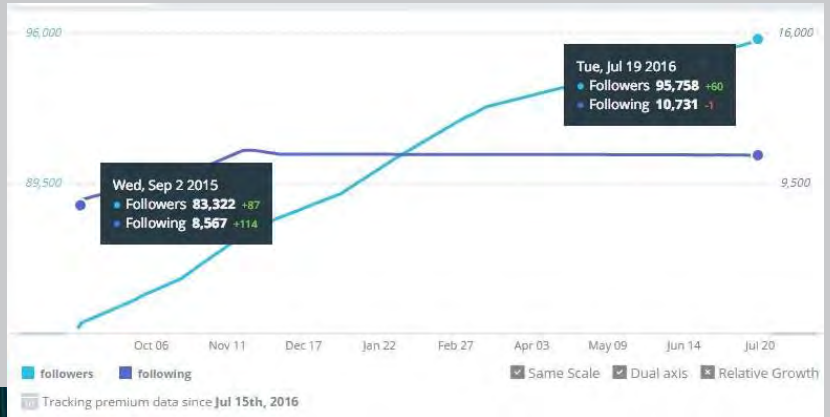 96,000
16,000
Tue, Jul 19 2016
Followers 95,758 +60
Following 10,731 -1
89,500
9,500
Wed, Sep 2 2015
Followers 83,322 +87
Following 8,567 +114
Oct 06 Nov 11 Dec 17 Jan 22 Feb 27 Apr 03 May 09 Jun 14 Jul 20
followers following Same Scale Dual axis Relative Growth
Tracking premium data since Jul 15th, 2016